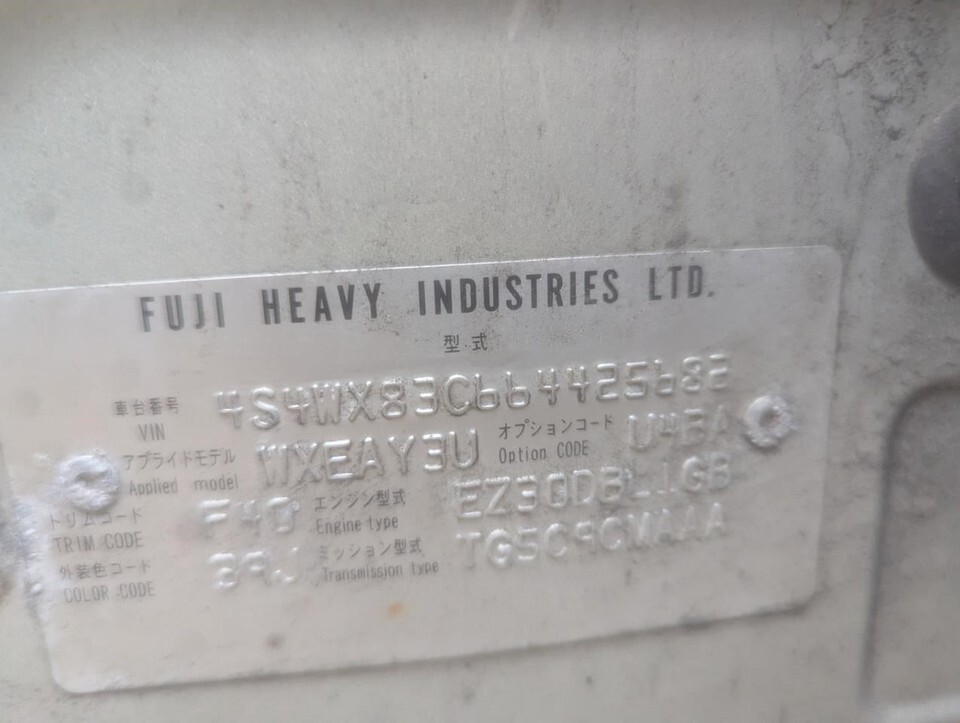 FUJI HEAVY INDUSTRIES LTD.
型式
車台番号 VIN 4S4WX83C664425682
アプライドモデル Applied model WXEAY3U オプションコード Option CODE
トリムコード TRIM CODE F40 エンジン型式 Engine type EZ30DBL1GB
外装色コード COLOR CODE 39J ミッション型式 Transmission type TG5C9CMAAA